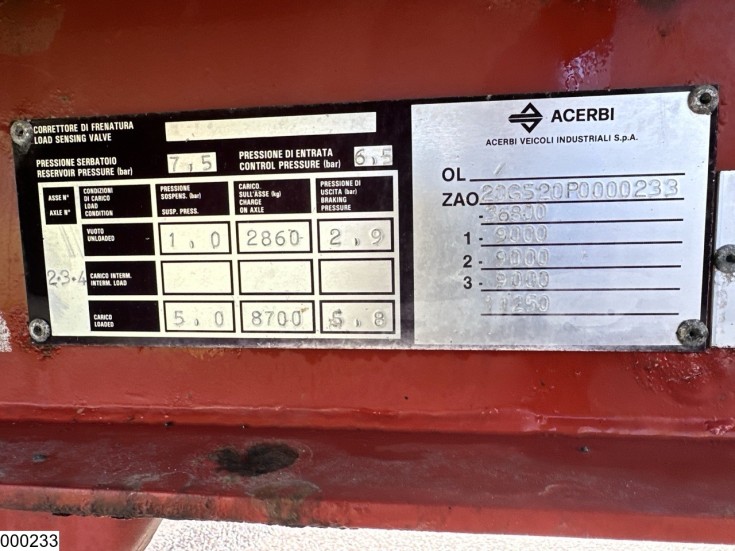 CORRETTORE DI FRENATURA
LOAD SENSING VALVE
PRESSIONE SERBATOIO
RESERVOIR PRESSURE (bar)
7,5
PRESSIONE DI ENTRATA
CONTROL PRESSURE (bar)
6,5
ASSE N°
AXLE N°
CONDIZIONI
DI CARICO
LOAD
CONDITION
PRESSIONE
SOSPENS. (bar)
SUSP. PRESS.
CARICO.
SULL'ASSE (kg)
CHARGE
ON AXLE
PRESSIONE DI
USCITA (bar)
BRAKING
PRESSURE
VUOTO
UNLOADED
1,0
2860
2,9
2·3·4
CARICO INTERM.
INTERM. LOAD
CARICO
LOADED
5,0
8700
5,8
ACERBI
ACERBI VEICOLI INDUSTRIALI S.p.A.
OL
ZAO 20GS20P0000233
36800
1 - 9000
2 - 9000
3 - 9000
11250
000233